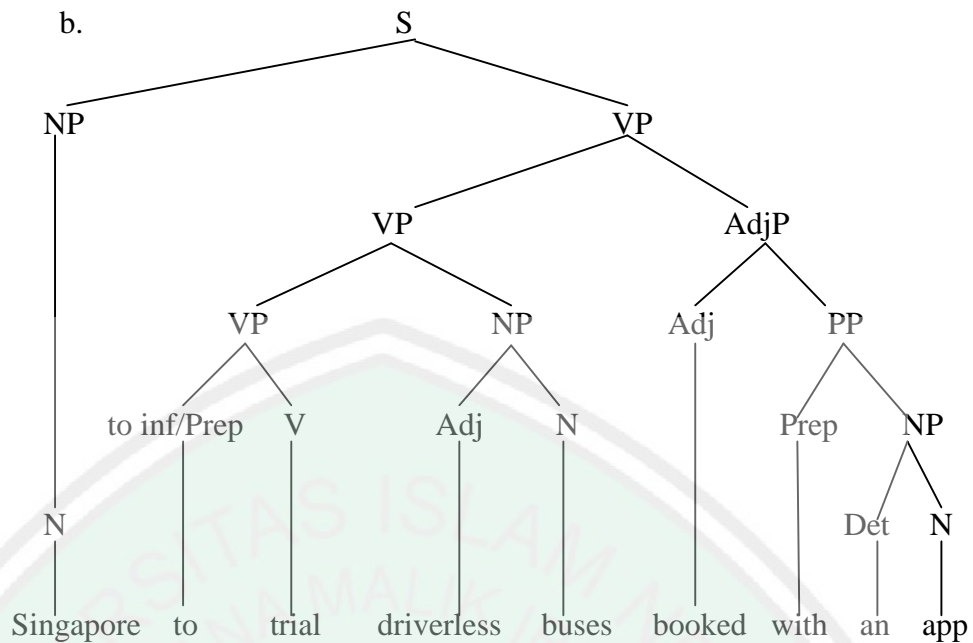 b. S
NP VP
VP AdjP
VP NP Adj PP
to inf/Prep V Adj N Prep NP
N Det N
Singapore to trial driverless buses booked with an app